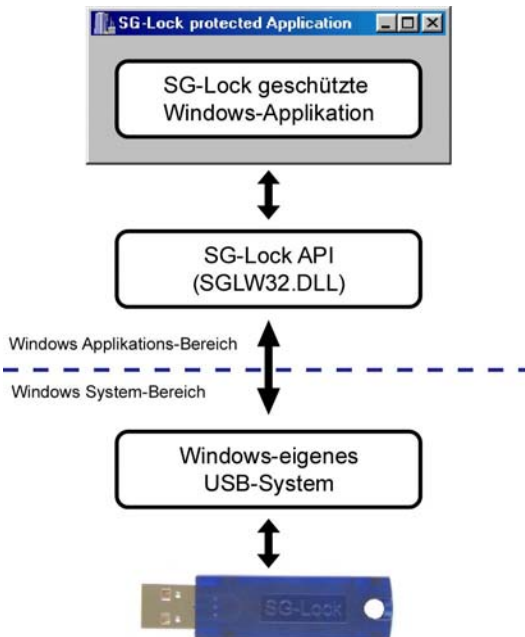 SG-Lock protected Application
SG-Lock geschützte
Windows-Applikation
SG-Lock API
(SGLW32.DLL)
Windows Applikations-Bereich
Windows System-Bereich
Windows-eigenes
USB-System
SG-Lock